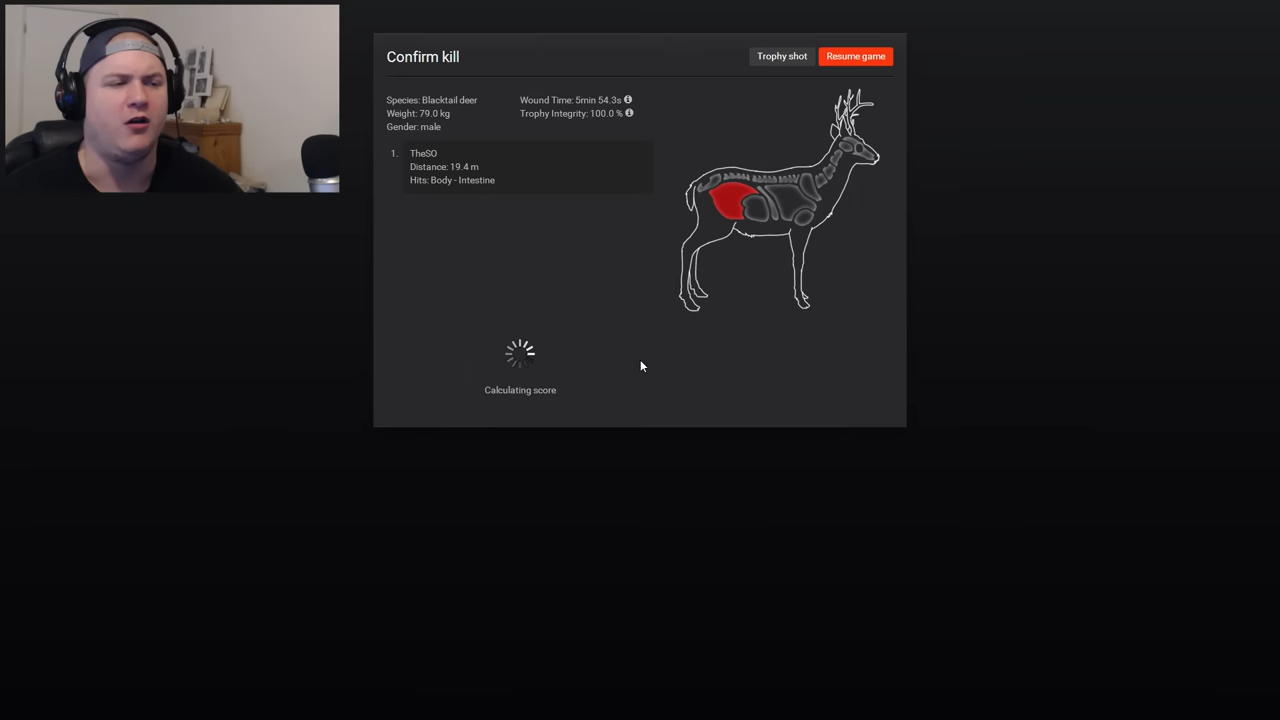 Confirm kill
Trophy shot
Resume game
Species: Blacktail deer
Weight: 79.0 kg
Gender: male
Wound Time: 5min 54.3s
Trophy Integrity: 100.0 %
1. TheSO
Distance: 19.4 m
Hits: Body - Intestine
Calculating score